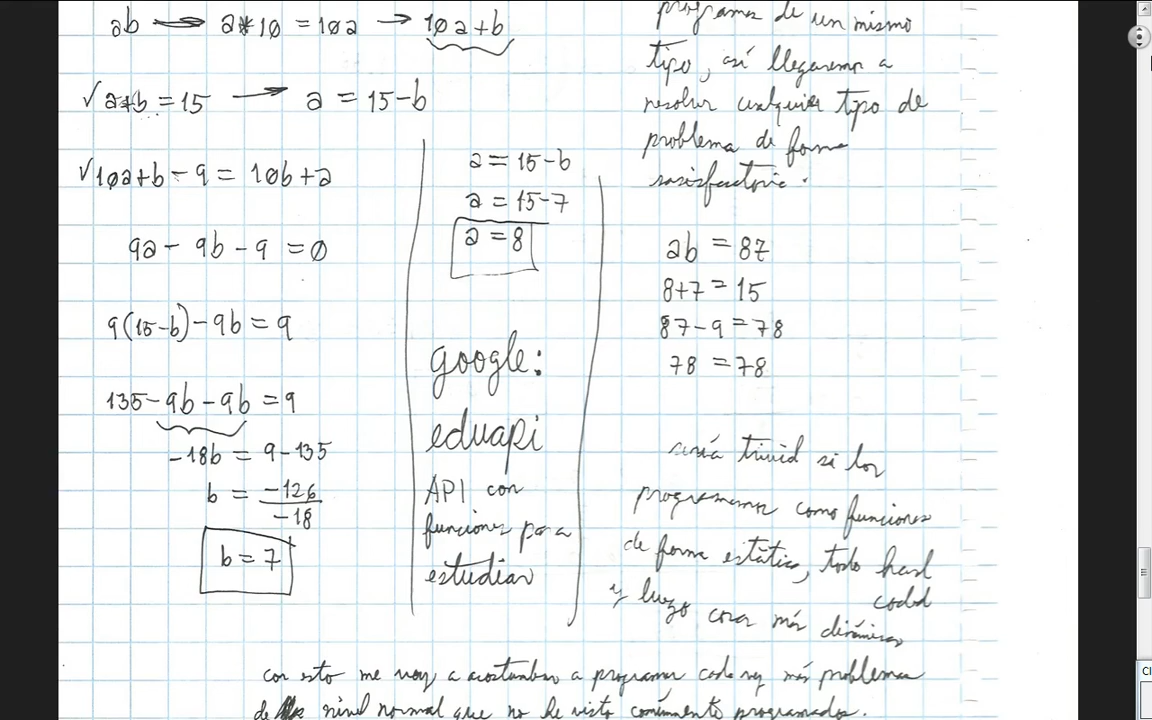 ab → a*10 = 10a → 10a+b
√ a+b = 15 → a = 15-b
√ 10a+b-9 = 10b+a
9a - 9b - 9 = 0
9(15-b)-9b = 9
135-9b-9b = 9
-18b = 9-135
b = -126/-18
b = 7
a = 15-b
a = 15-7
a = 8
google:
eduapi
API con
funciones para
estudiar
programas de un mismo
tipo, así llegaremos a
resolver cualquier tipo de
problema de forma
ab = 87
8+7 = 15
87-9 = 78
78 = 78
sería trivial si los
programamos como funciones
de forma estática, todo hard
coded
y luego cosas más dinámicas
con esto me voy a acostumbrar a programar cada vez más problemas
de nivel normal que no he visto comúnmente programados.